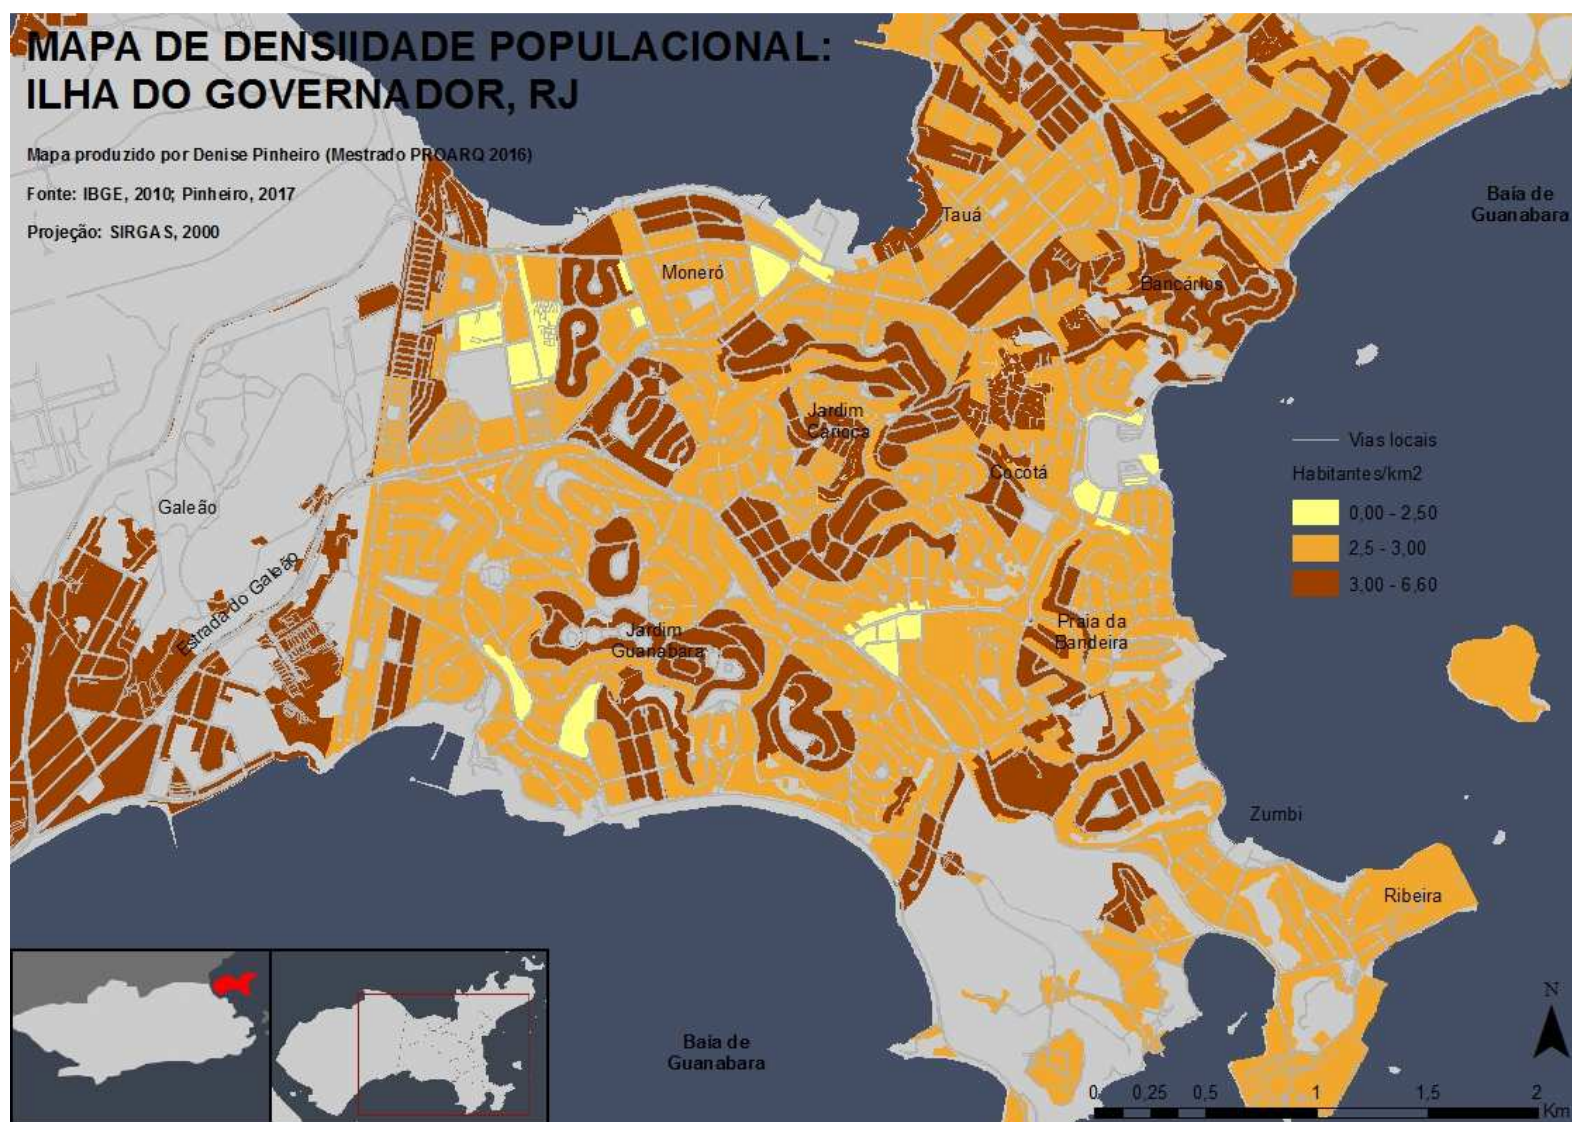 MAPA DE DENSIIDADE POPULACIONAL:
ILHA DO GOVERNADOR, RJ
Mapa produzido por Denise Pinheiro (Mestrado PROARQ 2016)
Fonte: IBGE, 2010; Pinheiro, 2017
Projeção: SIRGAS, 2000
Baía de
Guanabara
Tauá
Moneró
Bancários
Jardim
Carioca
Cocotá
Galeão
Estrada do Galeão
Jardim
Guanabara
Praia da
Bandeira
Zumbi
Ribeira
Vias locais
Habitantes/km2
0,00 - 2,50
2,5 - 3,00
3,00 - 6,60
Baía de
Guanabara
N
0 0,25 0,5 1 1,5 2
Km